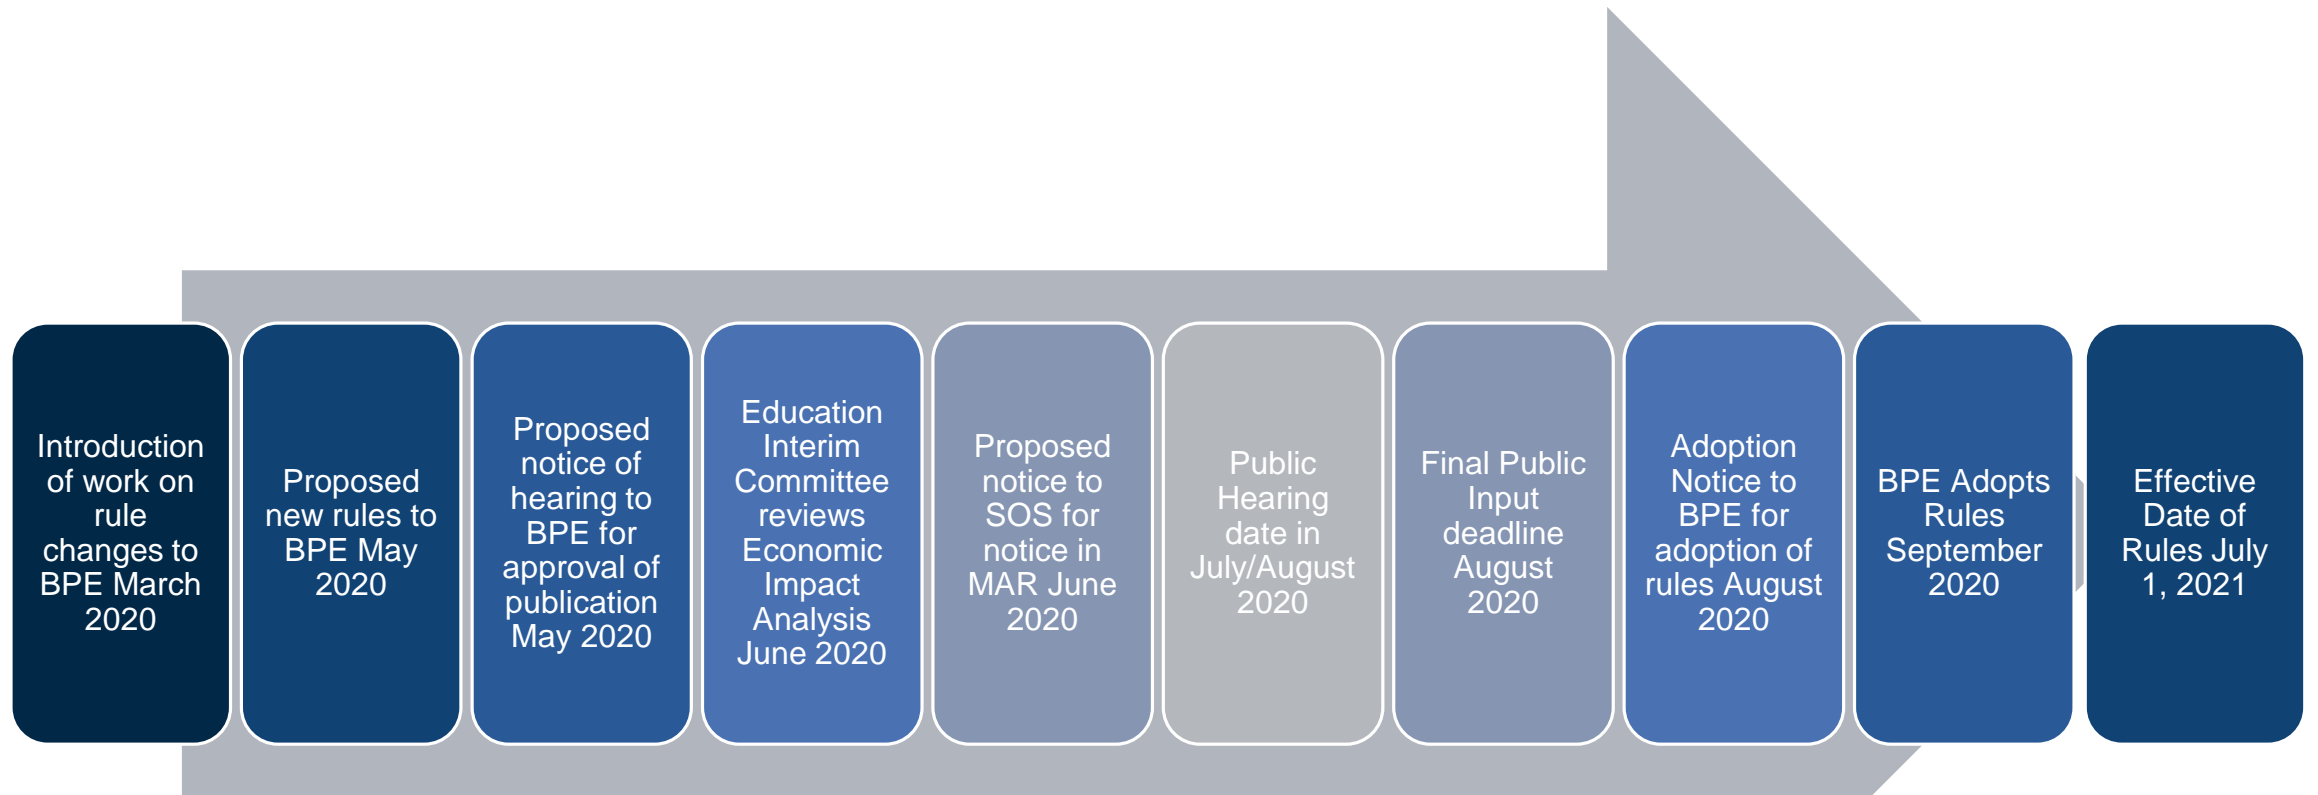 Introduction
of work on
rule
changes to
BPE March
2020
Proposed
new rules to
BPE May
2020
Proposed
notice of
hearing to
BPE for
approval of
publication
May 2020
Education
Interim
Committee
reviews
Economic
Impact
Analysis
June 2020
Proposed
notice to
SOS for
notice in
MAR June
2020
Public
Hearing
date in
July/August
2020
Final Public
Input
deadline
August
2020
Adoption
Notice to
BPE for
adoption of
rules August
2020
BPE Adopts
Rules
September
2020
Effective
Date of
Rules July
1, 2021